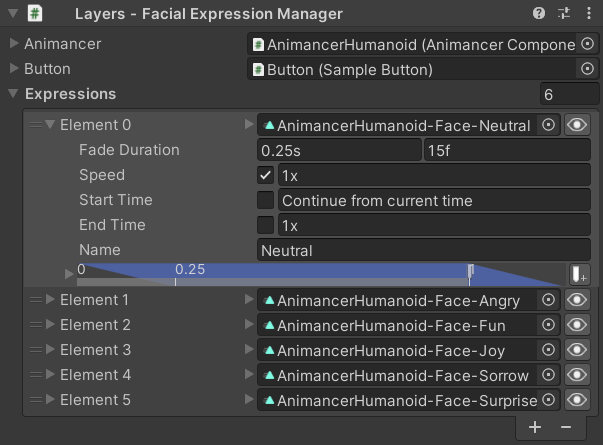 Layers - Facial Expression Manager
Animancer AnimancerHumanoid (Animancer Compone
Button Button (Sample Button)
Expressions 6
Element 0 AnimancerHumanoid-Face-Neutral
Fade Duration 0.25s 15f
Speed 1x
Start Time Continue from current time
End Time 1x
Name Neutral
0 0.25 1
Element 1 AnimancerHumanoid-Face-Angry
Element 2 AnimancerHumanoid-Face-Fun
Element 3 AnimancerHumanoid-Face-Joy
Element 4 AnimancerHumanoid-Face-Sorrow
Element 5 AnimancerHumanoid-Face-Surprise